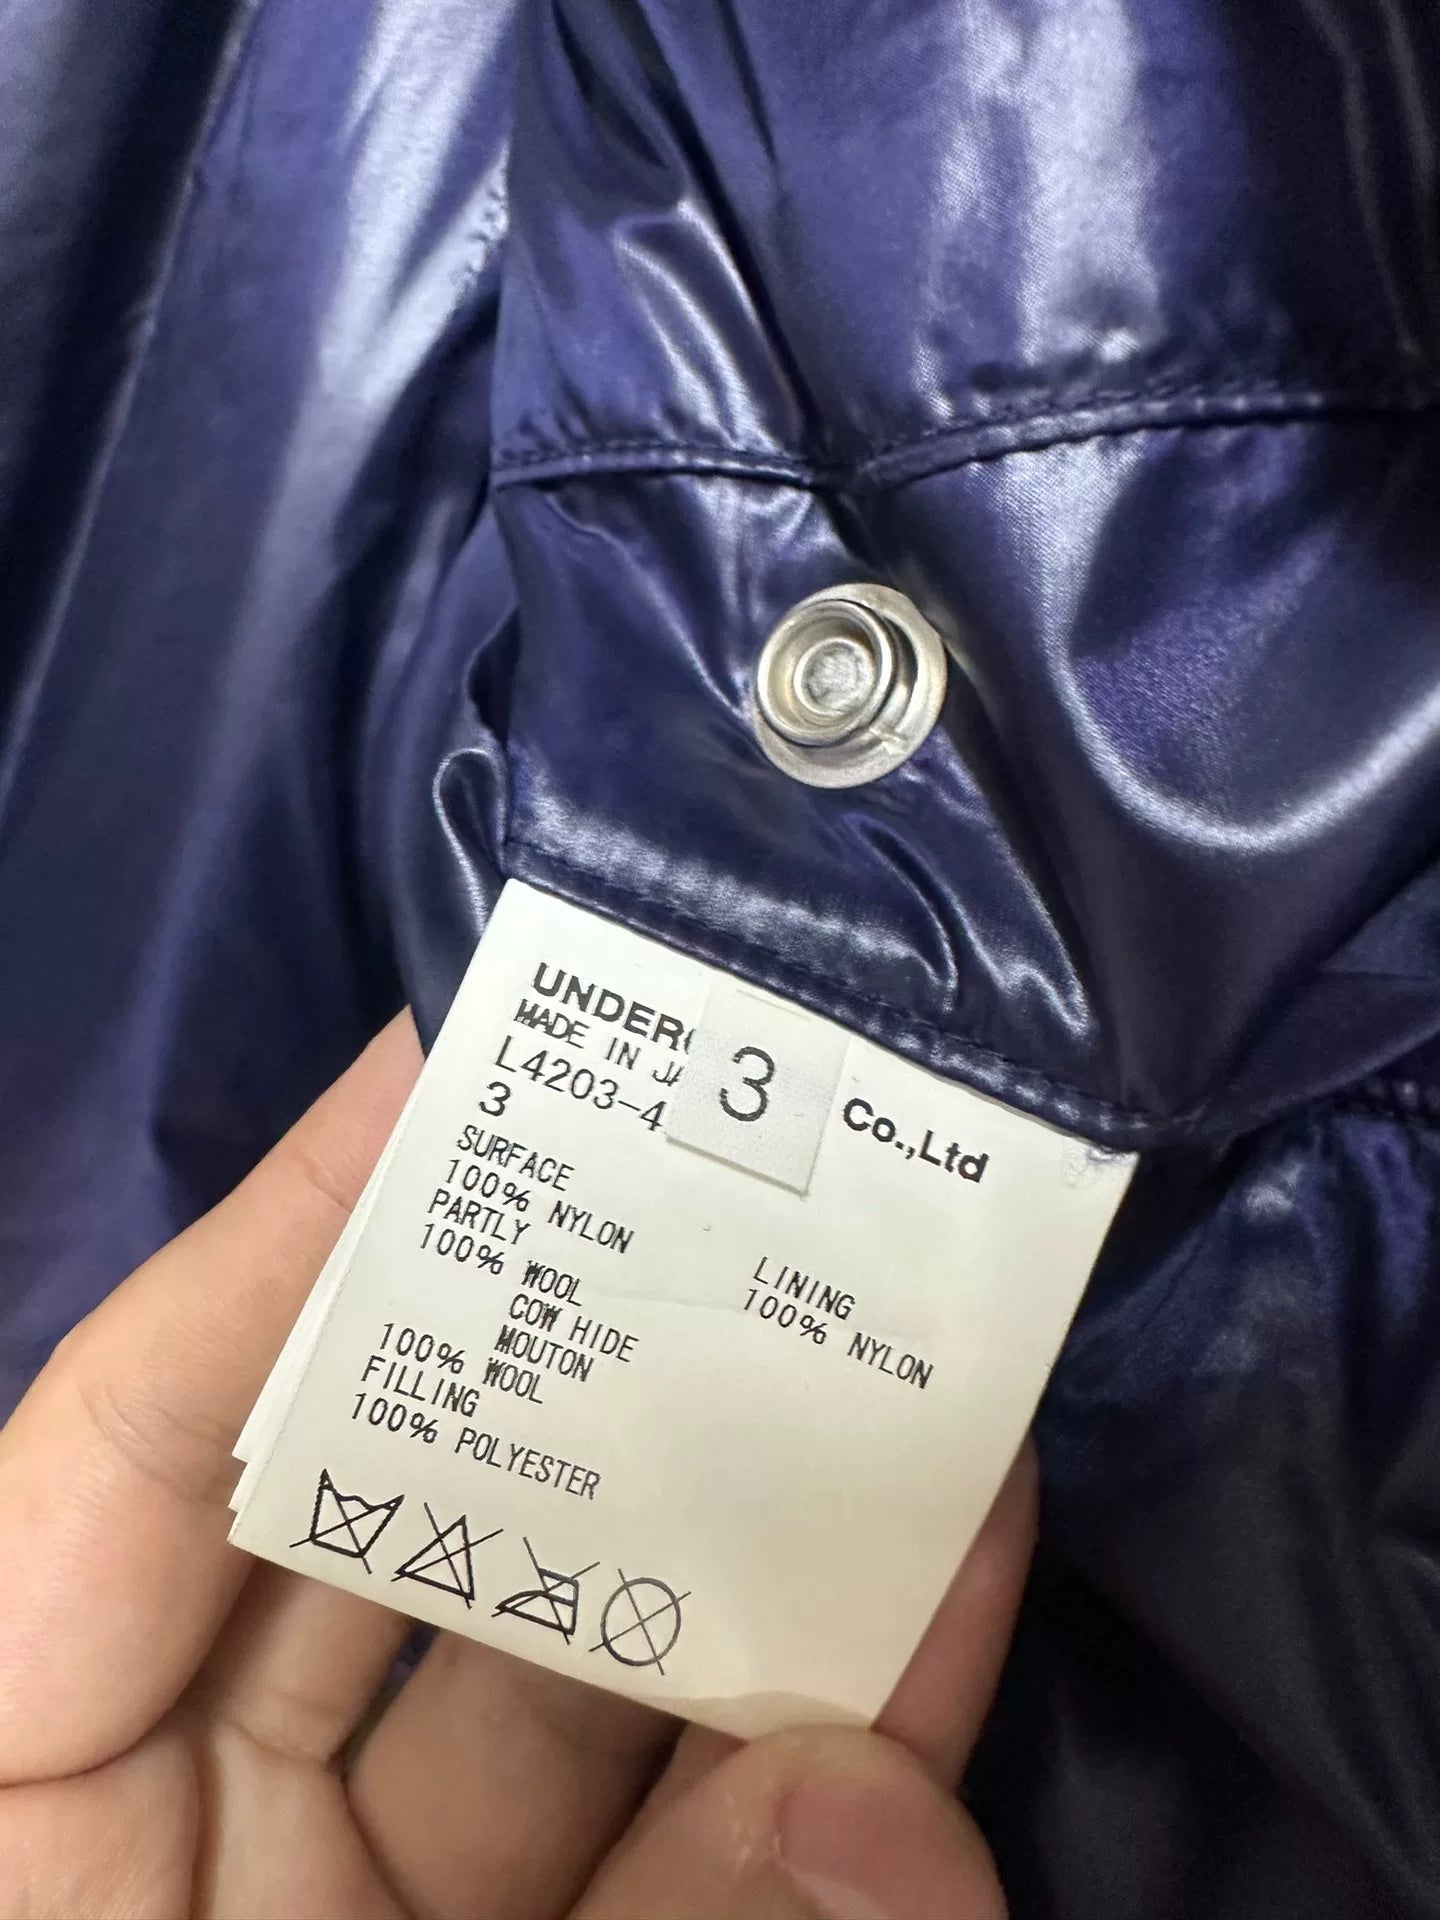 UNDERC
3
Co.,Ltd
MADE IN JA
L4203-4
3
SURFACE
100% NYLON
PARTLY
100% WOOL
COW HIDE
MOUTON
100% WOOL
FILLING
100% POLYESTER
LINING
100% NYLON